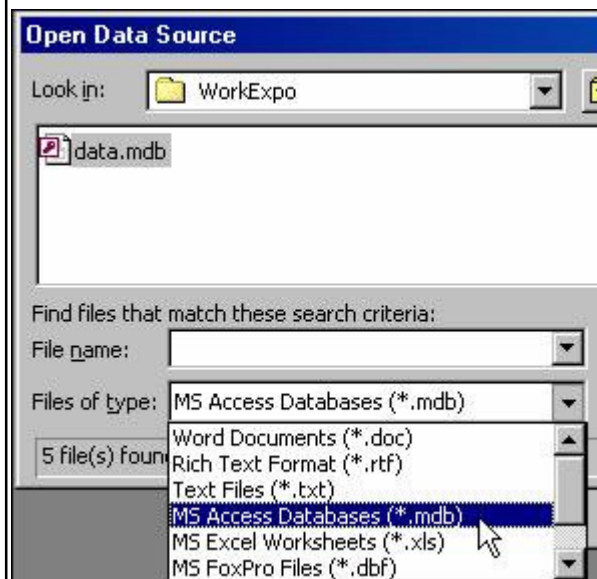 Open Data Source
Look in: WorkExpo
data.mdb
Find files that match these search criteria:
File name:
Files of type: MS Access Databases (*.mdb)
5 file(s) foun
Word Documents (*.doc)
Rich Text Format (*.rtf)
Text Files (*.txt)
MS Access Databases (*.mdb)
MS Excel Worksheets (*.xls)
MS FoxPro Files (*.dbf)